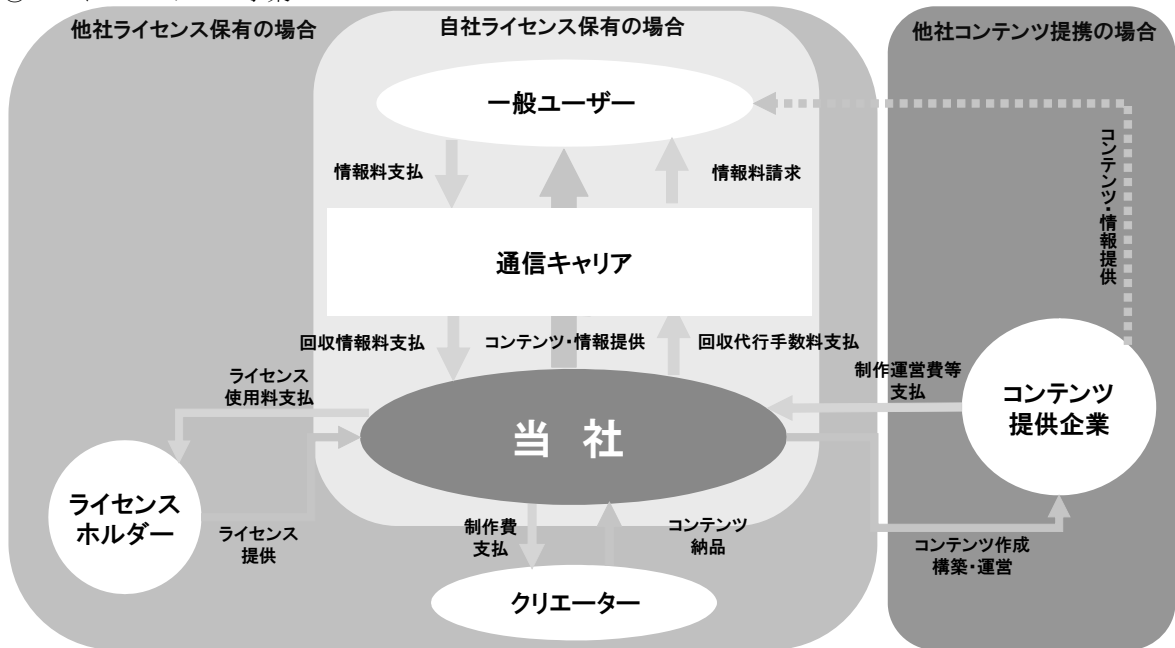 他社ライセンス保有の場合
自社ライセンス保有の場合
他社コンテンツ提携の場合
一般ユーザー
情報料支払
情報料請求
コンテンツ・情報提供
通信キャリア
回収情報料支払
コンテンツ・情報提供
回収代行手数料支払
ライセンス
使用料支払
制作運営費等
支払
コンテンツ
提供企業
当 社
ライセンス
ホルダー
ライセンス
提供
制作費
支払
コンテンツ
納品
コンテンツ作成
構築・運営
クリエーター